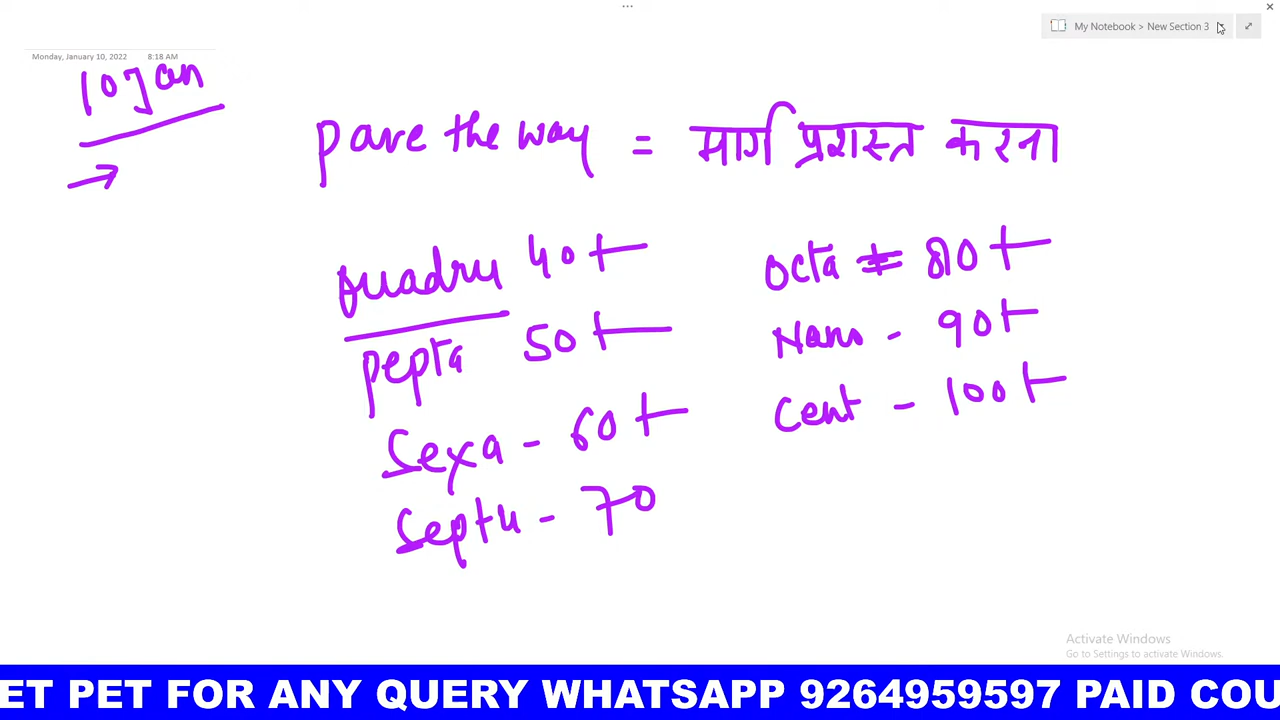 My Notebook > New Section 3
Monday, January 10, 2022 8:18 AM
10 Jan
pave the way = मार्ग प्रशस्त करना
quadru 40+
pepta 50+
Sexa - 60+
Septu - 70
Octa = 80+
Nano - 90+
Cent - 100+
Activate Windows
Go to Settings to activate Windows.
ET PET FOR ANY QUERY WHATSAPP 9264959597 PAID COU